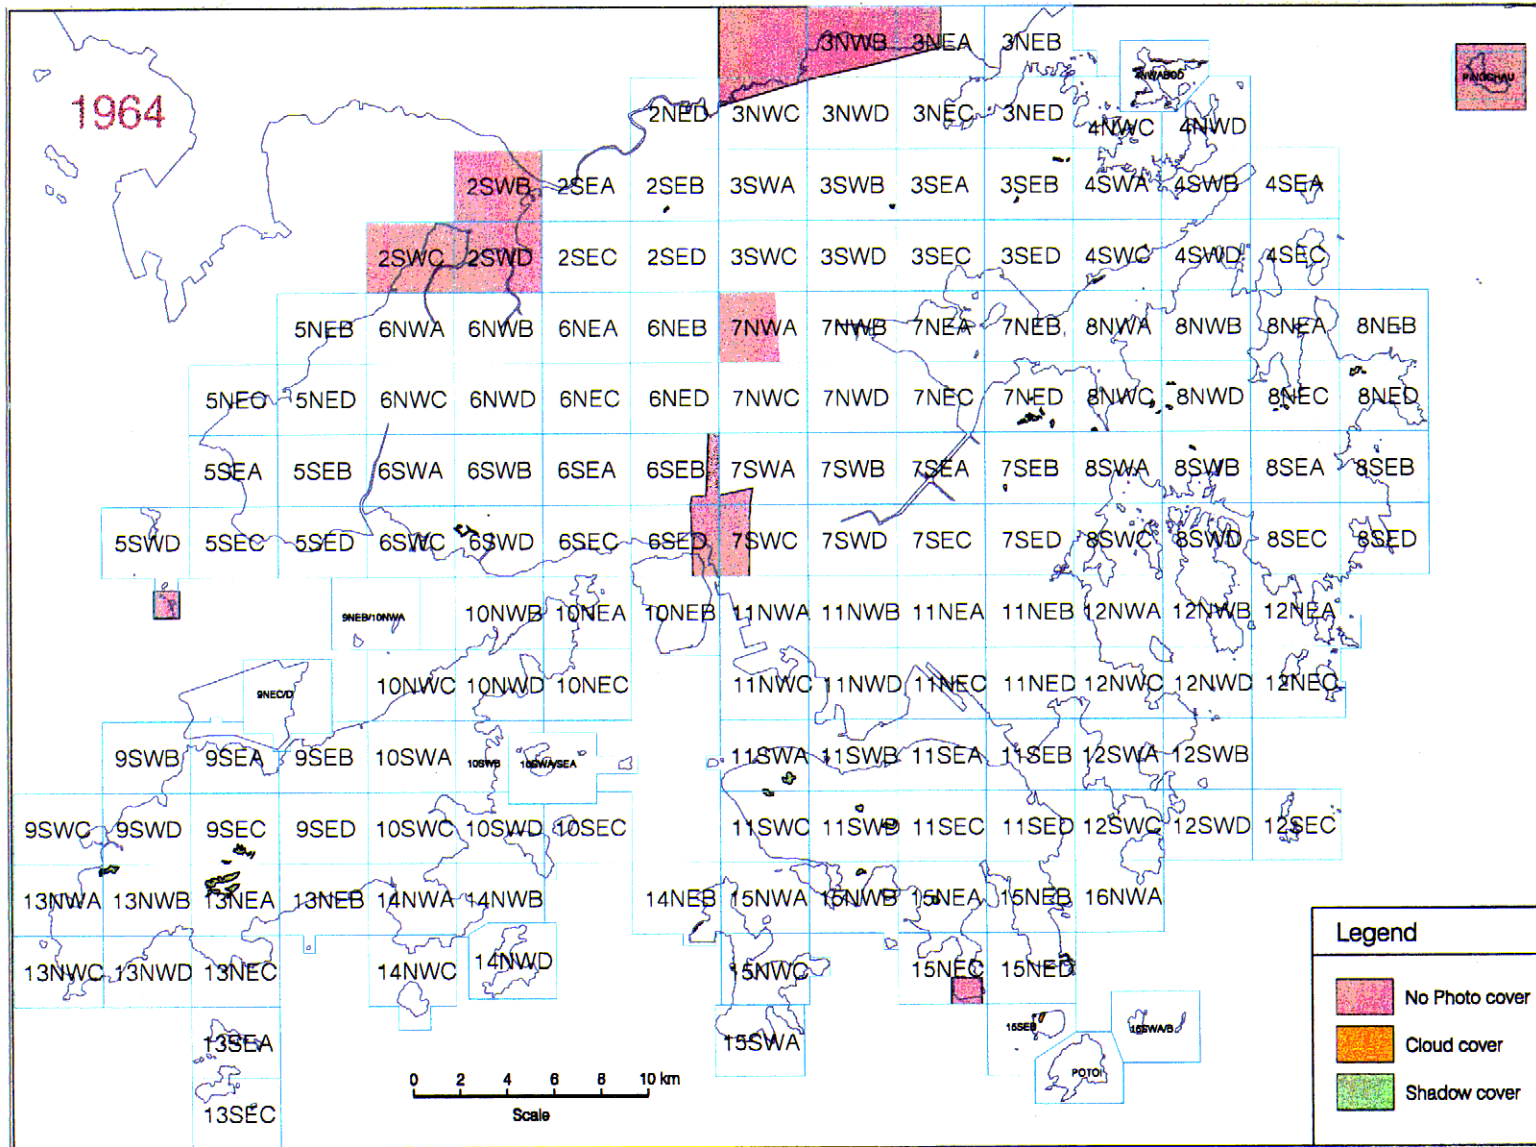 3NWB 3NEA 3NEB
PINGCHAU
1964
2NED 3NWC 3NWD 3NEC 3NED 4NWC 4NWD
2SWB 2SEA 2SEB 3SWA 3SWB 3SEA 3SEB 4SWA 4SWB 4SEA
2SWC 2SWD 2SEC 2SED 3SWC 3SWD 3SEC 3SED 4SWC 4SWD 4SEC
5NEB 6NWA 6NWB 6NEA 6NEB 7NWA 7NWB 7NEA 7NEB 8NWA 8NWB 8NEA 8NEB
5NEC 5NED 6NWC 6NWD 6NEC 6NED 7NWC 7NWD 7NEC 7NED 8NWC 8NWD 8NEC 8NED
5SEA 5SEB 6SWA 6SWB 6SEA 6SEB 7SWA 7SWB 7SEA 7SEB 8SWA 8SWB 8SEA 8SEB
5SWD 5SEC 5SED 6SWC 6SWD 6SEC 6SED 7SWC 7SWD 7SEC 7SED 8SWC 8SWD 8SEC 8SED
9NEB/10NWA 10NWB 10NEA 10NEB 11NWA 11NWB 11NEA 11NEB 12NWA 12NWB 12NEA
9NEC/D 10NWC 10NWD 10NEC 11NWC 11NWD 11NEC 11NED 12NWC 12NWD 12NEC
9SWB 9SEA 9SEB 10SWA 10SWB 10SWA/SEA 11SWA 11SWB 11SEA 11SEB 12SWA 12SWB
9SWC 9SWD 9SEC 9SED 10SWC 10SWD 10SEC 11SWC 11SWD 11SEC 11SED 12SWC 12SWD 12SEC
13NWA 13NWB 13NEA 13NEB 14NWA 14NWB 14NEB 15NWA 15NWB 15NEA 15NEB 16NWA
13NWC 13NWD 13NEC 14NWC 14NWD 15NWC 15NEC 15NED
13SEA 15SWA 15SEB
POTOI
13SEC
0 2 4 6 8 10 km
Scale
Legend
No Photo cover
Cloud cover
Shadow cover